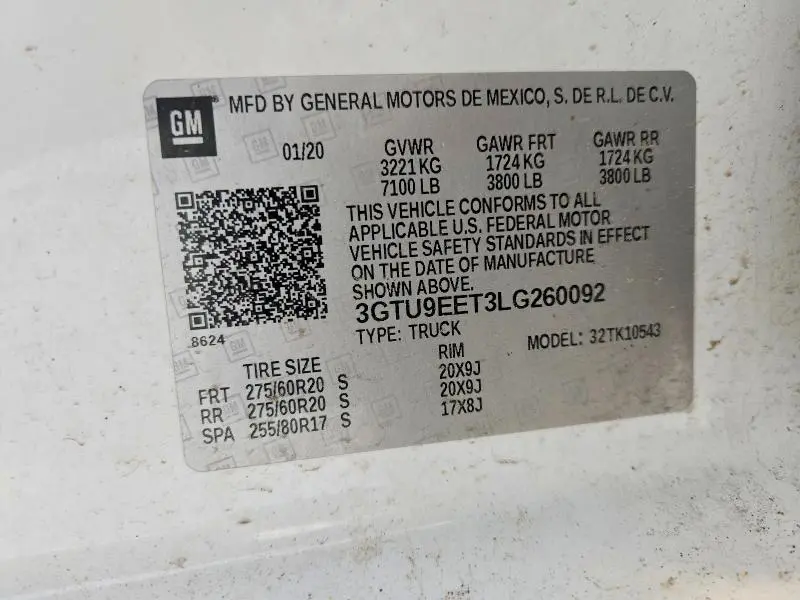 GM® MFD BY GENERAL MOTORS DE MEXICO, S. DE R.L. DE C.V.
01/20 GVWR GAWR FRT GAWR RR
3221 KG 1724 KG 1724 KG
7100 LB 3800 LB 3800 LB
THIS VEHICLE CONFORMS TO ALL
APPLICABLE U.S. FEDERAL MOTOR
VEHICLE SAFETY STANDARDS IN EFFECT
ON THE DATE OF MANUFACTURE
SHOWN ABOVE.
3GTU9EET3LG260092
8624 TYPE: TRUCK MODEL: 32TK10543
TIRE SIZE RIM
FRT 275/60R20 S 20X9J
RR 275/60R20 S 20X9J
SPA 255/80R17 S 17X8J